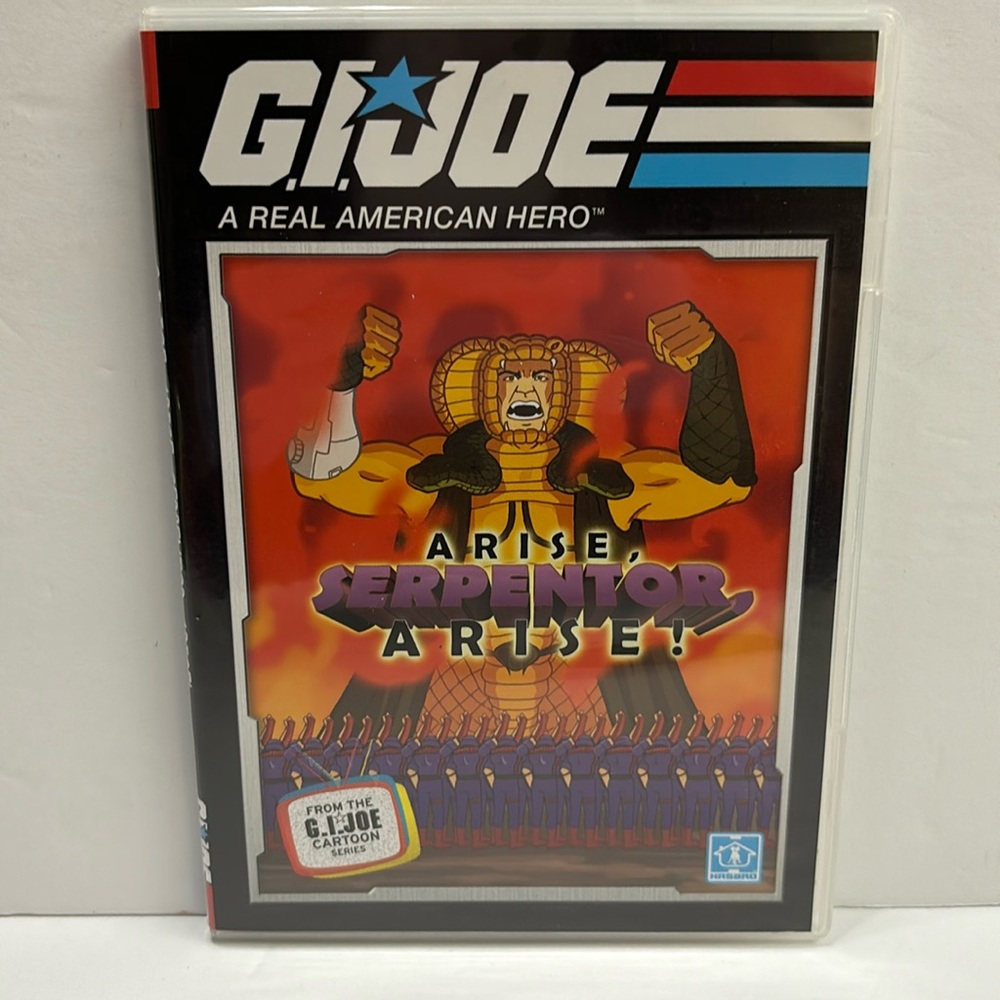 G.I. JOE
A REAL AMERICAN HERO™
ARISE,
SERPENTOR,
ARISE!
FROM THE
G.I. JOE
CARTOON
SERIES
HASBRO